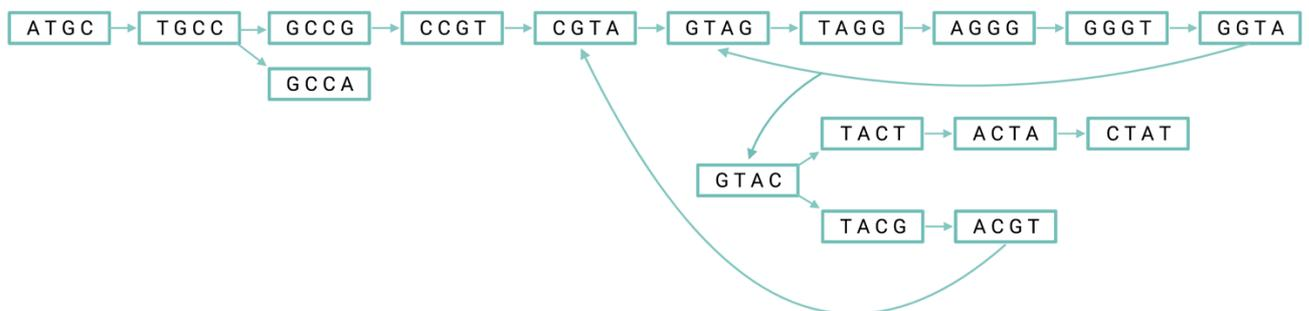 ATGC TGCC GCCG CCGT CGTA GTAG TAGG AGGG GGGT GGTA
GCCA
TACT ACTA CTAT
GTAC
TACG ACGT